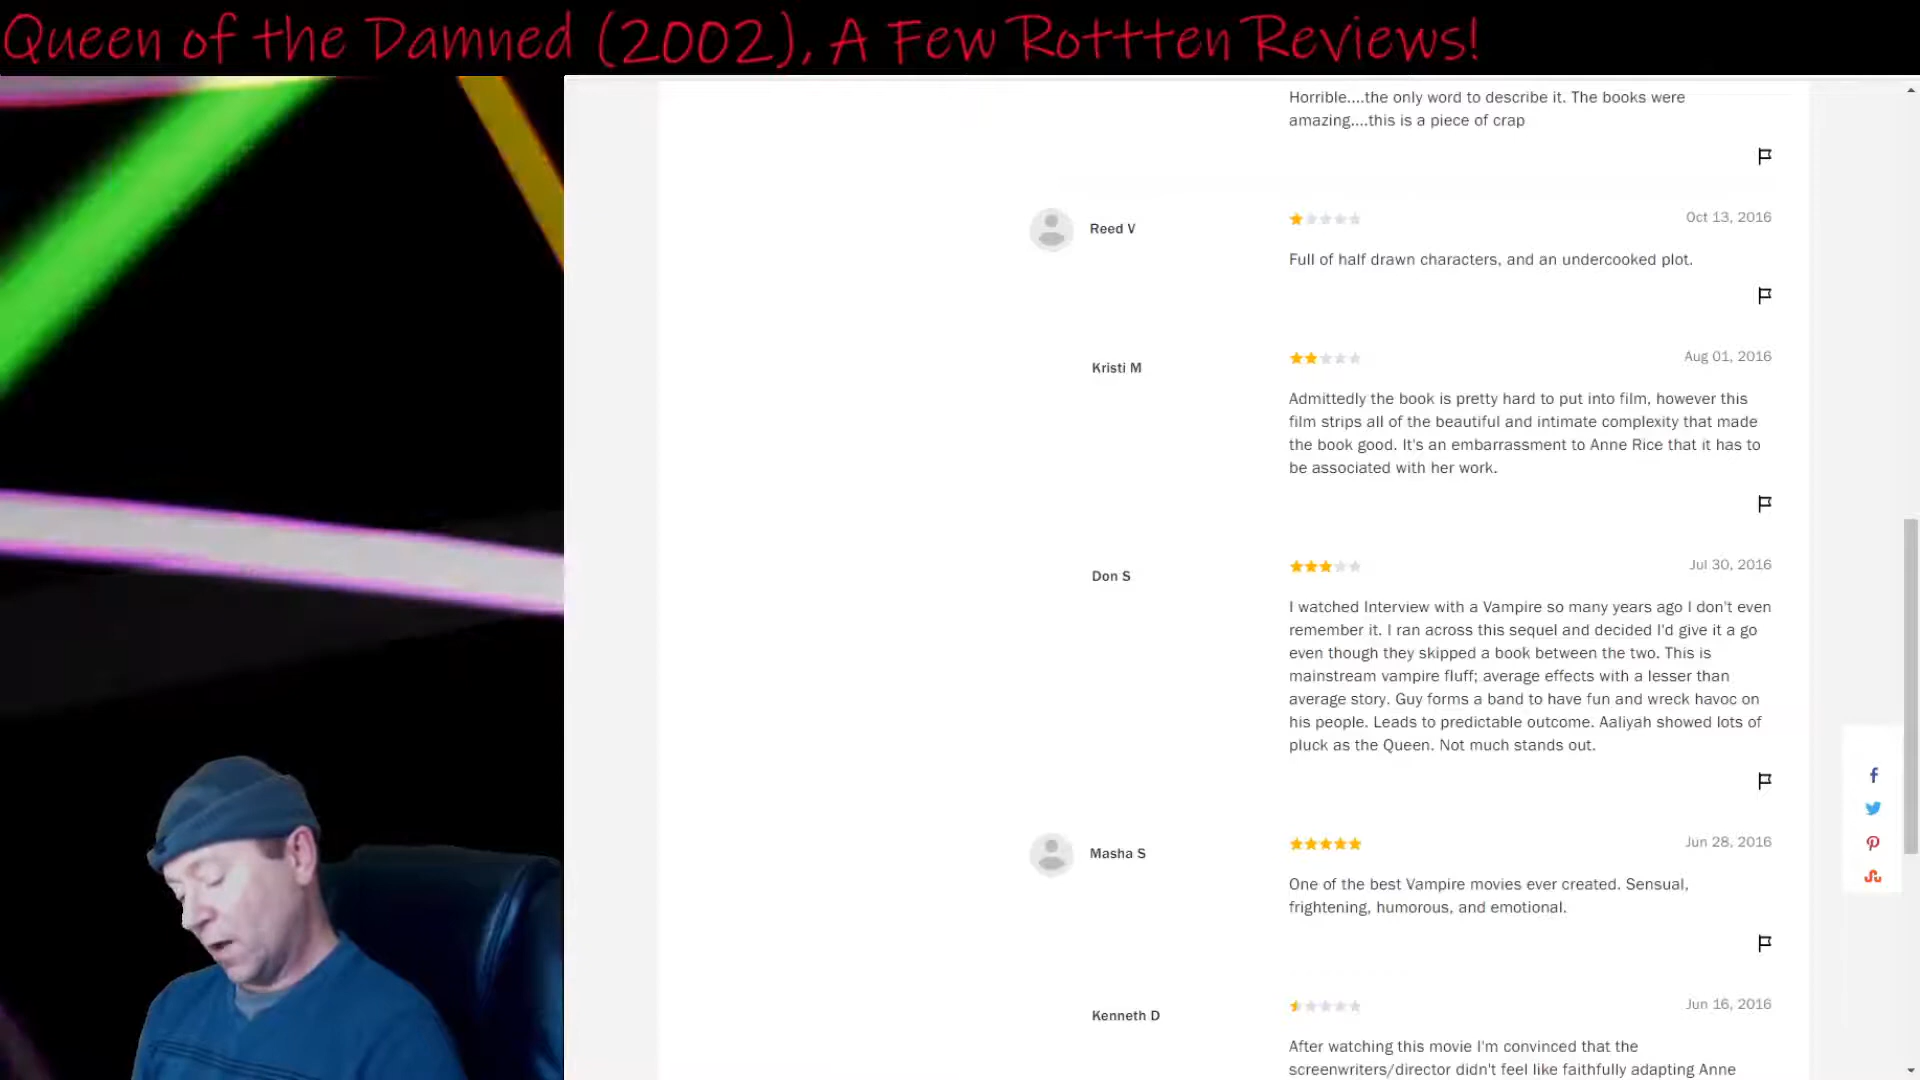 Queen of the Damned (2002), A Few Rottten Reviews!
Horrible....the only word to describe it. The books were
amazing....this is a piece of crap
Reed V
Oct 13, 2016
Full of half drawn characters, and an undercooked plot.
Kristi M
Aug 01, 2016
Admittedly the book is pretty hard to put into film, however this
film strips all of the beautiful and intimate complexity that made
the book good. It's an embarrassment to Anne Rice that it has to
be associated with her work.
Don S
Jul 30, 2016
I watched Interview with a Vampire so many years ago I don't even
remember it. I ran across this sequel and decided I'd give it a go
even though they skipped a book between the two. This is
mainstream vampire fluff; average effects with a lesser than
average story. Guy forms a band to have fun and wreck havoc on
his people. Leads to predictable outcome. Aaliyah showed lots of
pluck as the Queen. Not much stands out.
Masha S
Jun 28, 2016
One of the best Vampire movies ever created. Sensual,
frightening, humorous, and emotional.
Kenneth D
Jun 16, 2016
After watching this movie I'm convinced that the
screenwriters/director didn't feel like faithfully adapting Anne